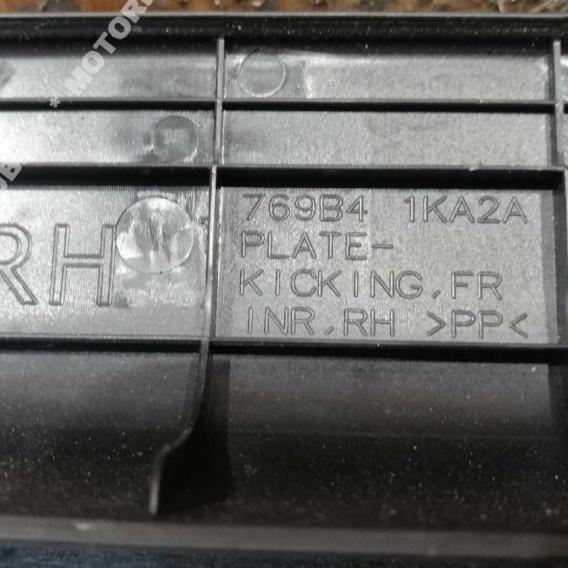 * MOTOR
RH
769B4 1KA2A
PLATE-
KICKING,FR
INR,RH >PP<